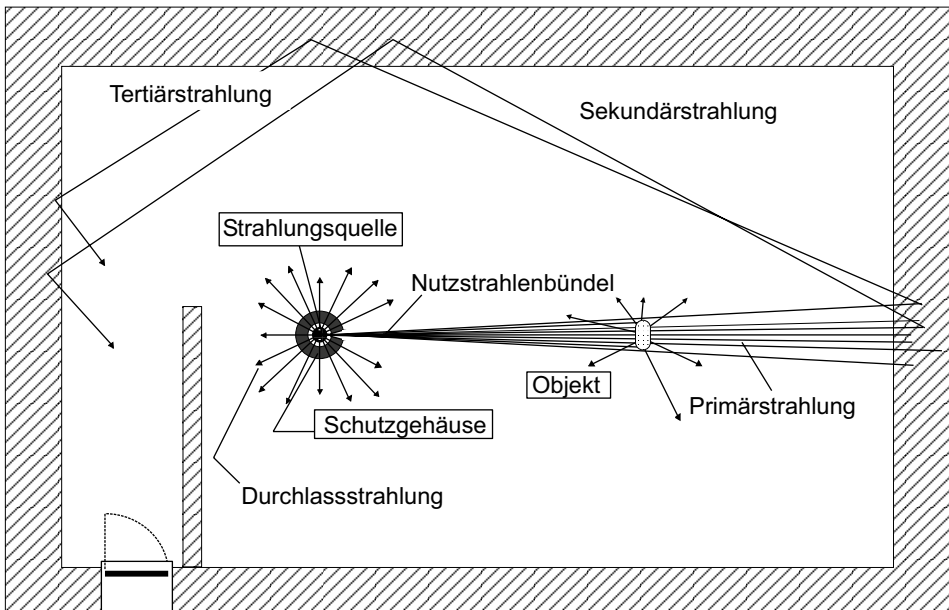 Tertiärstrahlung
Sekundärstrahlung
Strahlungsquelle
Nutzstrahlenbündel
Objekt
Primärstrahlung
Schutzgehäuse
Durchlassstrahlung